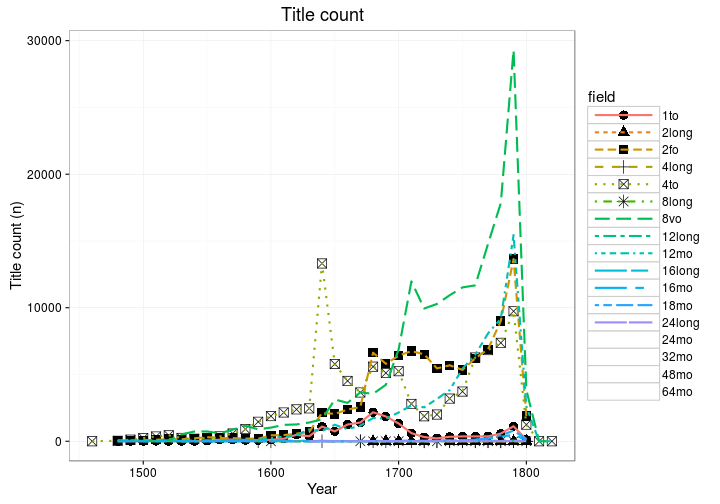 Title count
30000
20000
10000
0
Title count (n)
1500
1600
1700
1800
Year
field
1to
2long
2fo
4long
4to
8long
8vo
12long
12mo
16long
16mo
18mo
24long
24mo
32mo
48mo
64mo